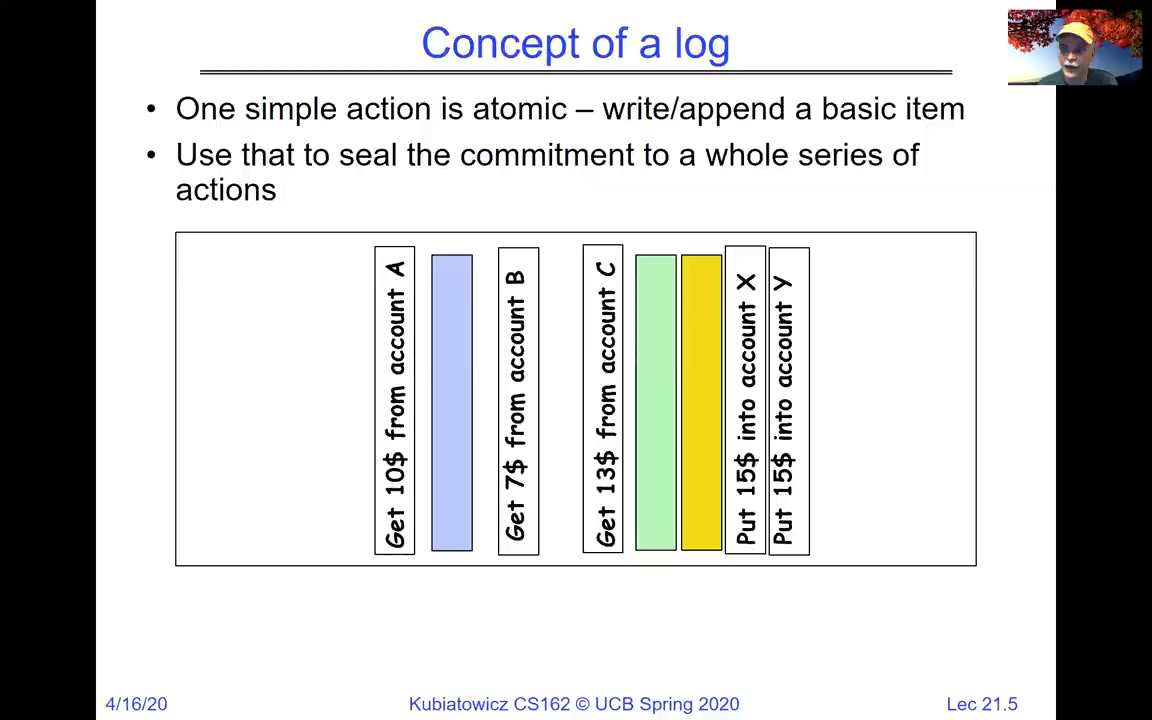 Concept of a log
• One simple action is atomic – write/append a basic item
• Use that to seal the commitment to a whole series of
actions
Get 10$ from account A
Get 7$ from account B
Get 13$ from account C
Put 15$ into account X
Put 15$ into account Y
4/16/20
Kubiatowicz CS162 © UCB Spring 2020
Lec 21.5